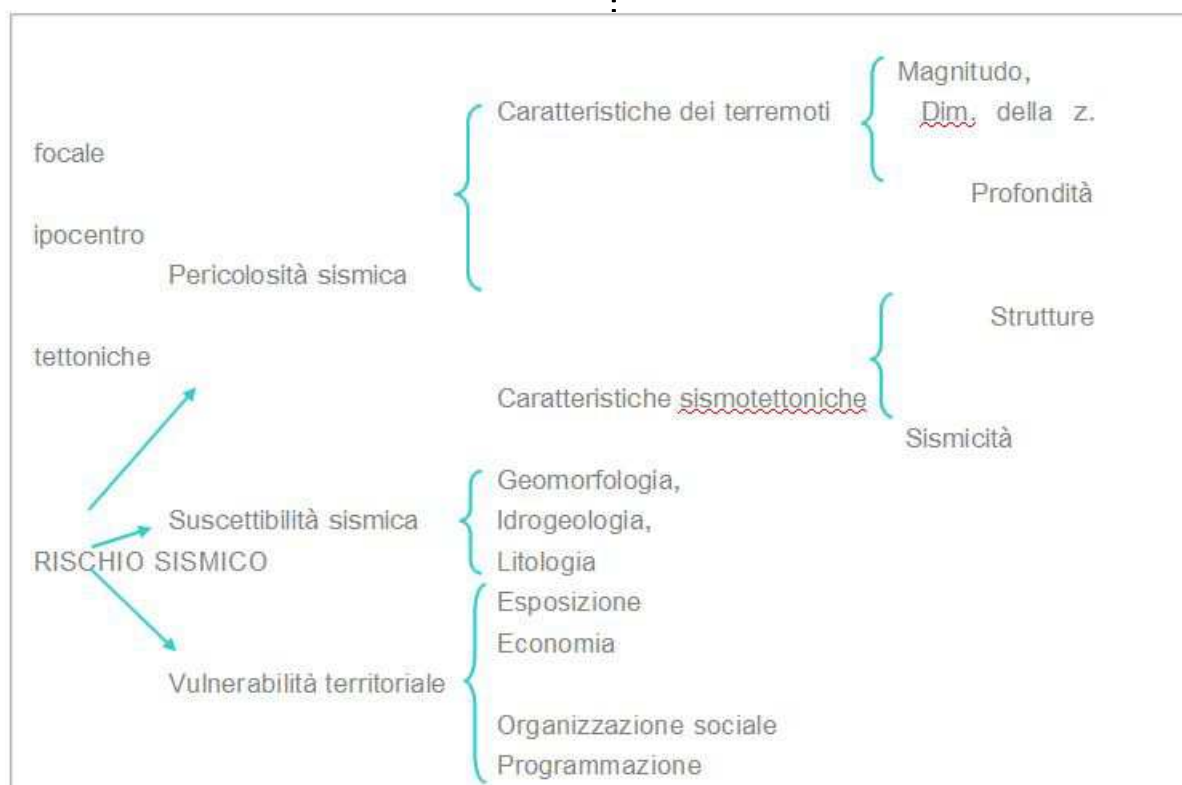 Magnitudo,
Caratteristiche dei terremoti Dim. della z.
focale
Profondità
ipocentro
Pericolosità sismica
Strutture
tettoniche
Caratteristiche sismotettoniche
Sismicità
Geomorfologia,
Suscettibilità sismica Idrogeologia,
RISCHIO SISMICO Litologia
Esposizione
Economia
Vulnerabilità territoriale
Organizzazione sociale
Programmazione